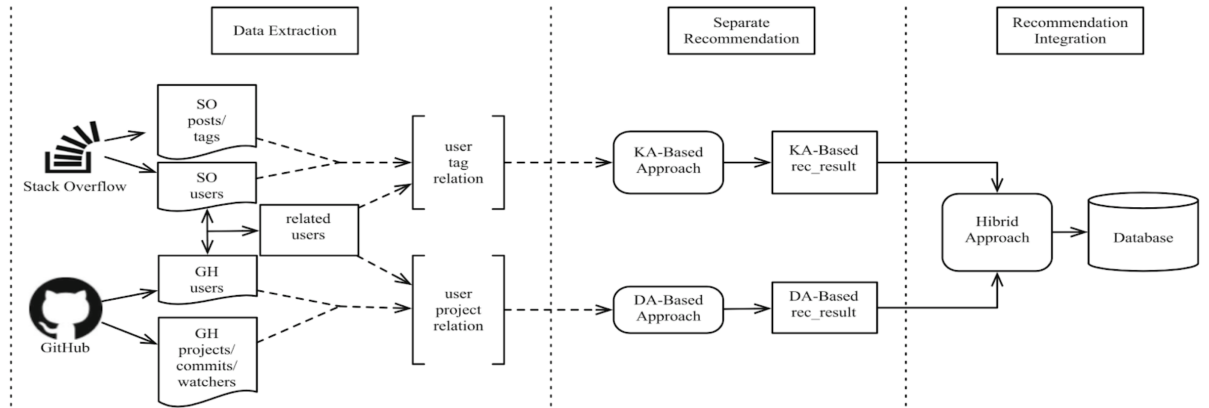 Data Extraction
Separate
Recommendation
Recommendation
Integration
Stack Overflow
SO
posts/
tags
SO
users
related
users
GH
users
GitHub
GH
projects/
commits/
watchers
user
tag
relation
user
project
relation
KA-Based
Approach
KA-Based
rec_result
DA-Based
Approach
DA-Based
rec_result
Hibrid
Approach
Database